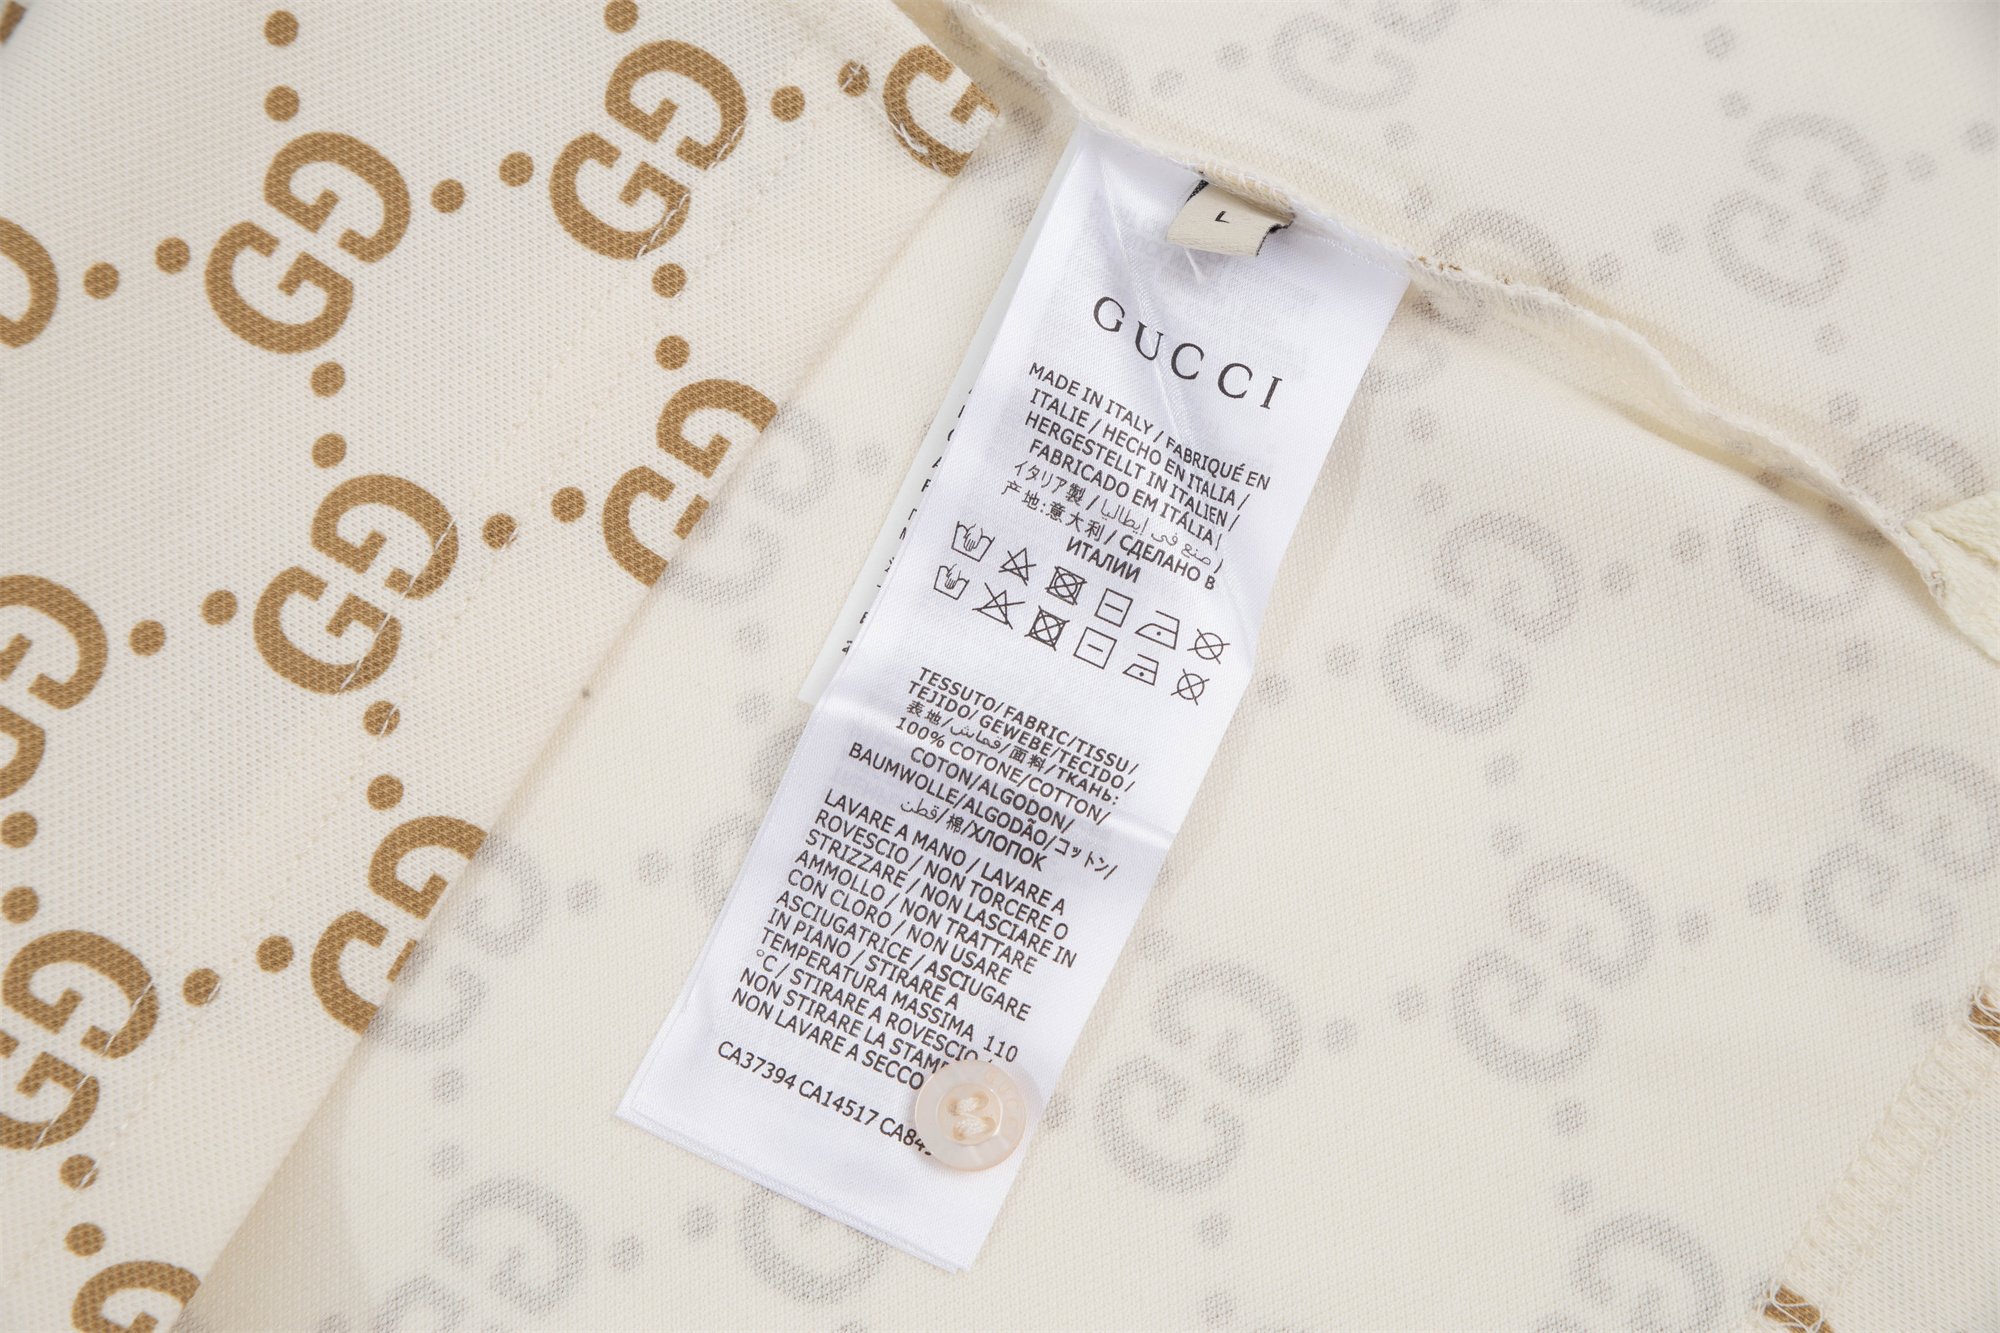 L
GUCCI
MADE IN ITALY / FABRIQUÉ EN
ITALIE / HECHO EN ITALIA /
HERGESTELLT IN ITALIEN /
FABRICADO EM ITÁLIA /
イタリア製 / صنع في إيطاليا /
产地:意大利 / СДЕЛАНО В
ИТАЛИИ
TESSUTO/FABRIC/TISSU/
TEJIDO/GEWEBE/TECIDO/
表地/قماش/面料/ТКАНЬ:
100% COTONE/COTTON/
COTON/ALGODON/
BAUMWOLLE/ALGODÃO/コットン/
قطن/棉/ХЛОПОК
LAVARE A MANO / LAVARE A
ROVESCIO / NON TORCERE O
STRIZZARE / NON LASCIARE IN
AMMOLLO / NON TRATTARE
CON CLORO / NON USARE
ASCIUGATRICE / ASCIUGARE
IN PIANO / STIRARE A
TEMPERATURA MASSIMA 110
°C / STIRARE A ROVESCIO /
NON STIRARE LA
NON LAVARE A SECCO
CA37394 CA14517